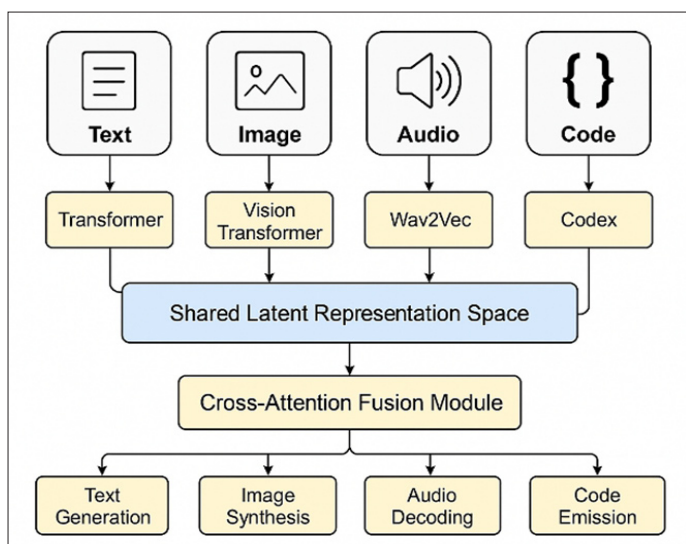 Text
Image
Audio
{ }
Code
Transformer
Vision
Transformer
Wav2Vec
Codex
Shared Latent Representation Space
Cross-Attention Fusion Module
Text
Generation
Image
Synthesis
Audio
Decoding
Code
Emission